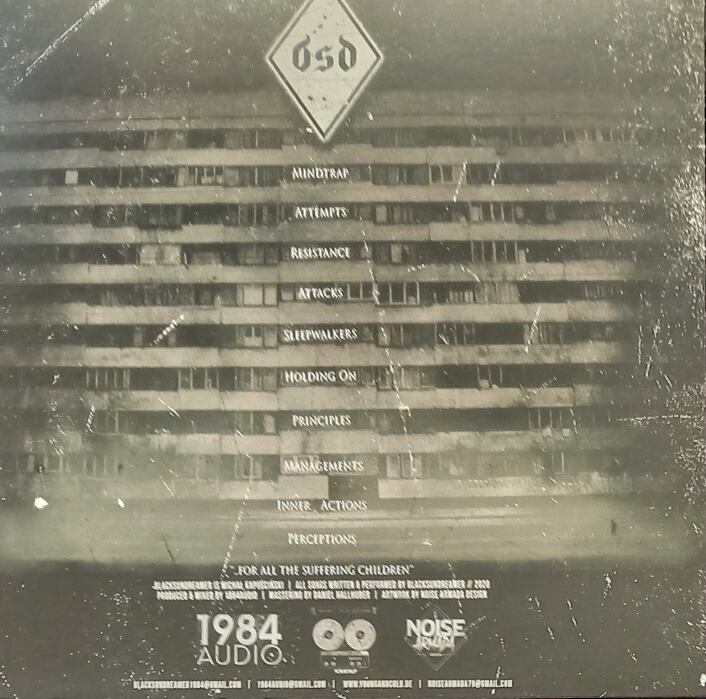 bsd
MINDTRAP
ATTEMPTS
RESISTANCE
ATTACKS
SLEEPWALKERS
HOLDING ON
PRINCIPLES
MANAGEMENTS
INNER ACTIONS
PERCEPTIONS
"..FOR ALL THE SUFFERING CHILDREN"
BLACKSUNDREAMER IS MICHAŁ KAPUŚCIŃSKI | ALL SONGS WRITTEN & PERFORMED BY BLACKSUNDREAMER // 2020
PRODUCED & MIXED BY 1984AUDIO | MASTERING BY DANIEL HALLHUBER | ARTWORK BY NOISE ARMADA DESIGN
1984
AUDIO
NOISE
BLACKSUNDREAMER1984@GMAIL.COM | 1984AUDIO@GMAIL.COM | WWW.YOUNGANDCOLD.DE | NOISEARMADA79@GMAIL.COM